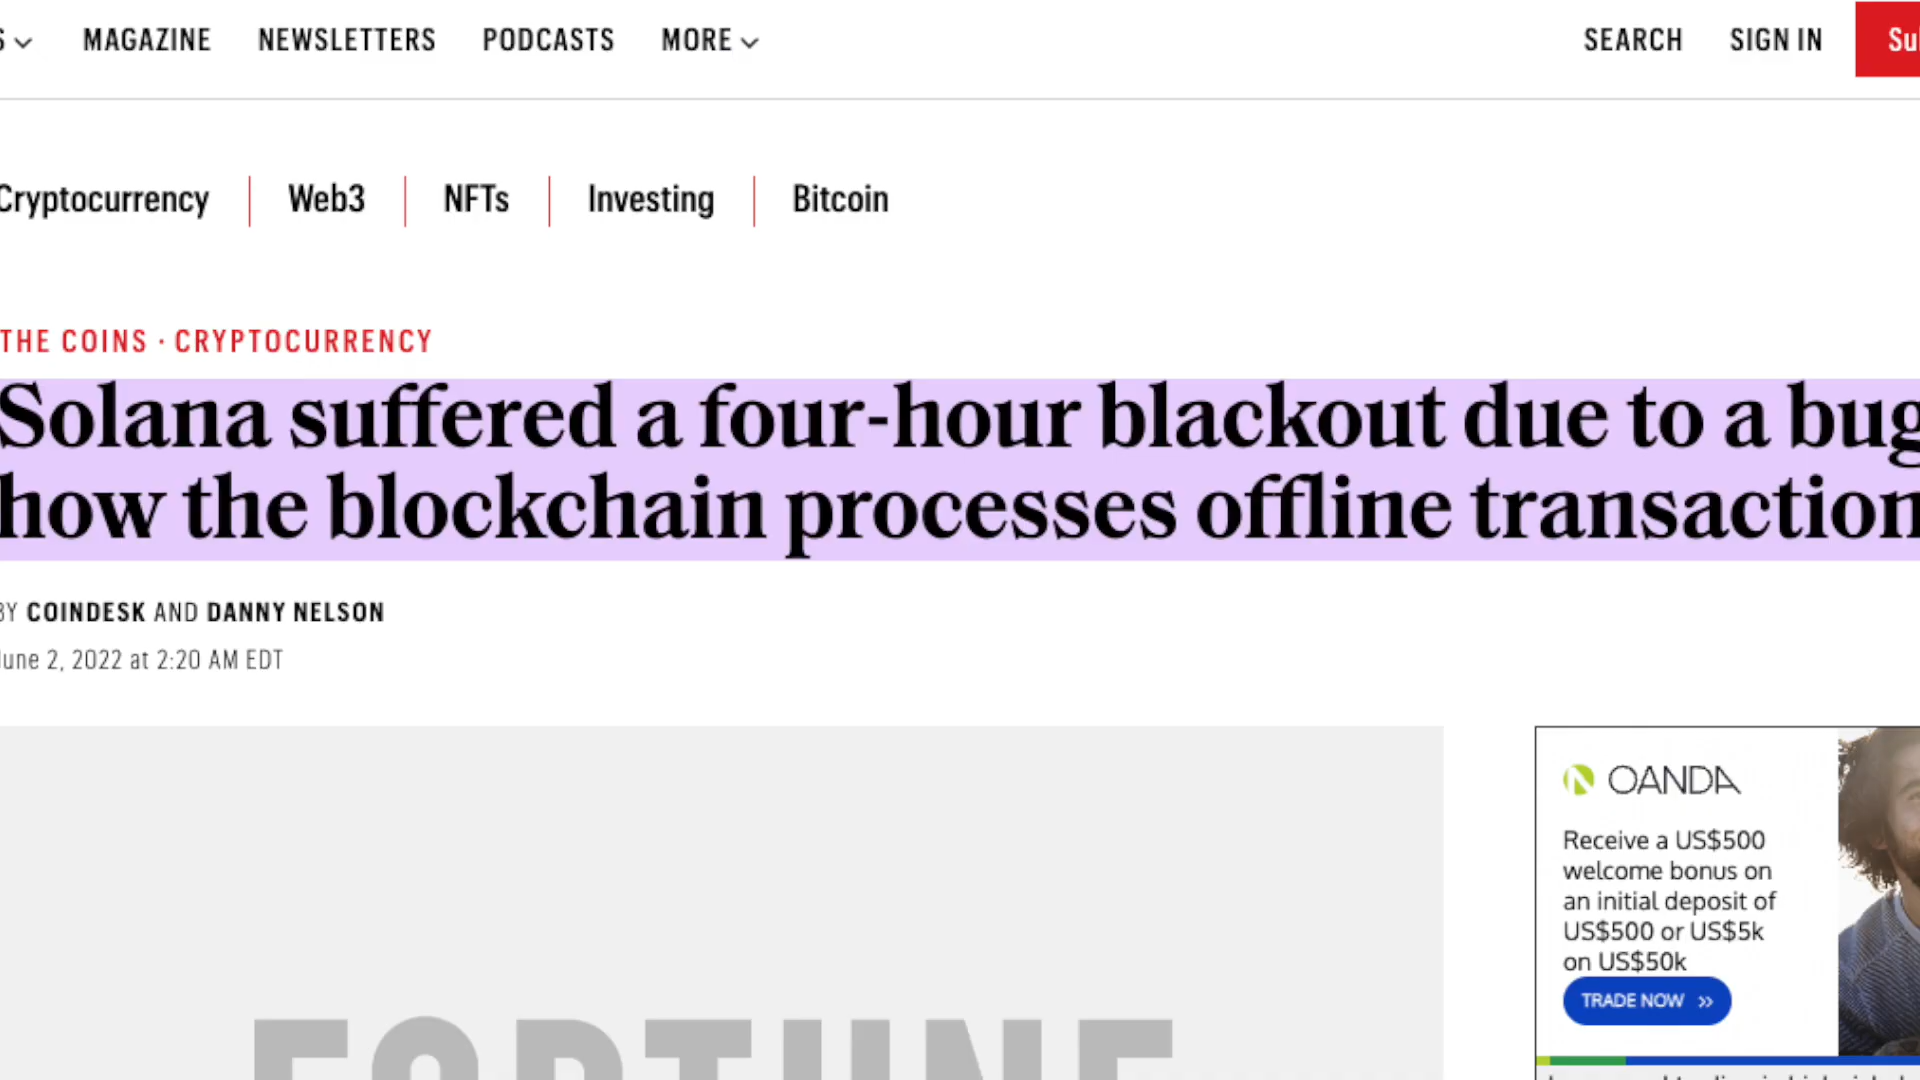 MAGAZINE NEWSLETTERS PODCASTS MORE SEARCH SIGN IN
Cryptocurrency Web3 NFTs Investing Bitcoin
THE COINS · CRYPTOCURRENCY
Solana suffered a four-hour blackout due to a bug
how the blockchain processes offline transaction
BY COINDESK AND DANNY NELSON
June 2, 2022 at 2:20 AM EDT
OANDA
Receive a US$500
welcome bonus on
an initial deposit of
US$500 or US$5k
on US$50k
TRADE NOW »
FORTUNE